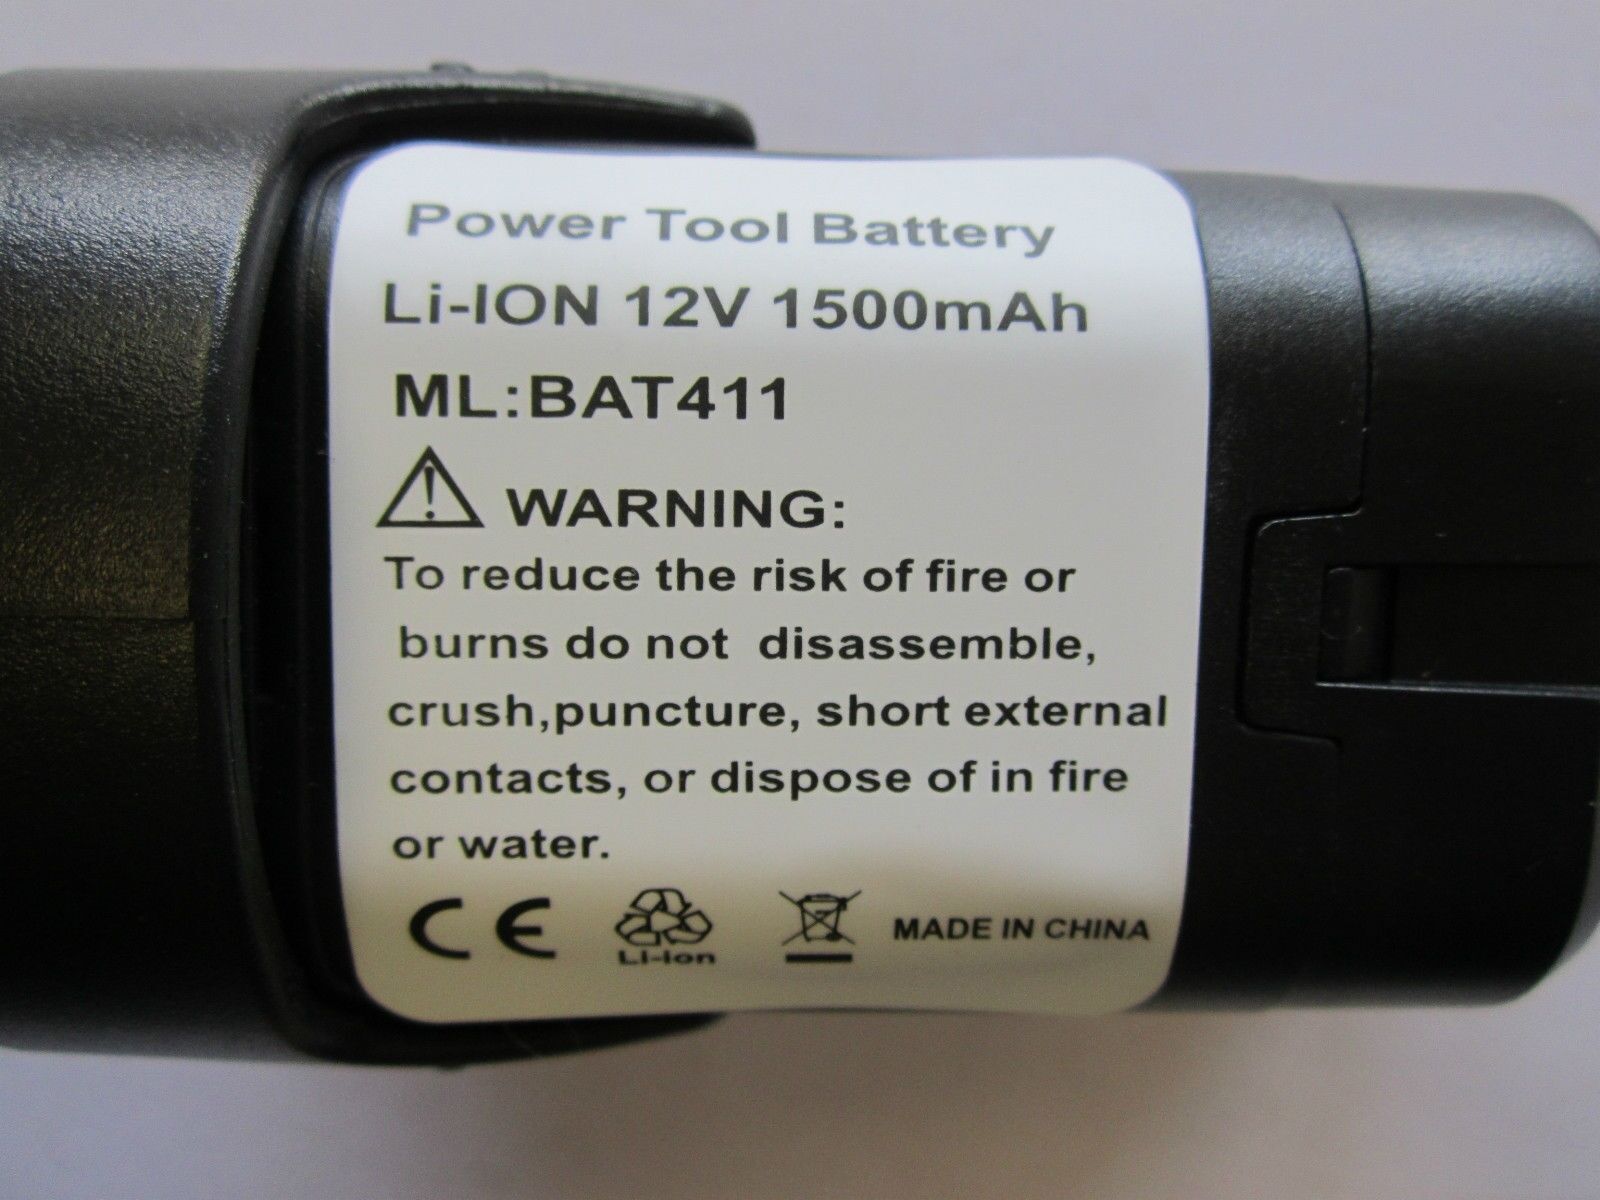 Power Tool Battery
Li-ION 12V 1500mAh
ML:BAT411
WARNING:
To reduce the risk of fire or
burns do not disassemble,
crush,puncture, short external
contacts, or dispose of in fire
or water.
CE Li-ion MADE IN CHINA